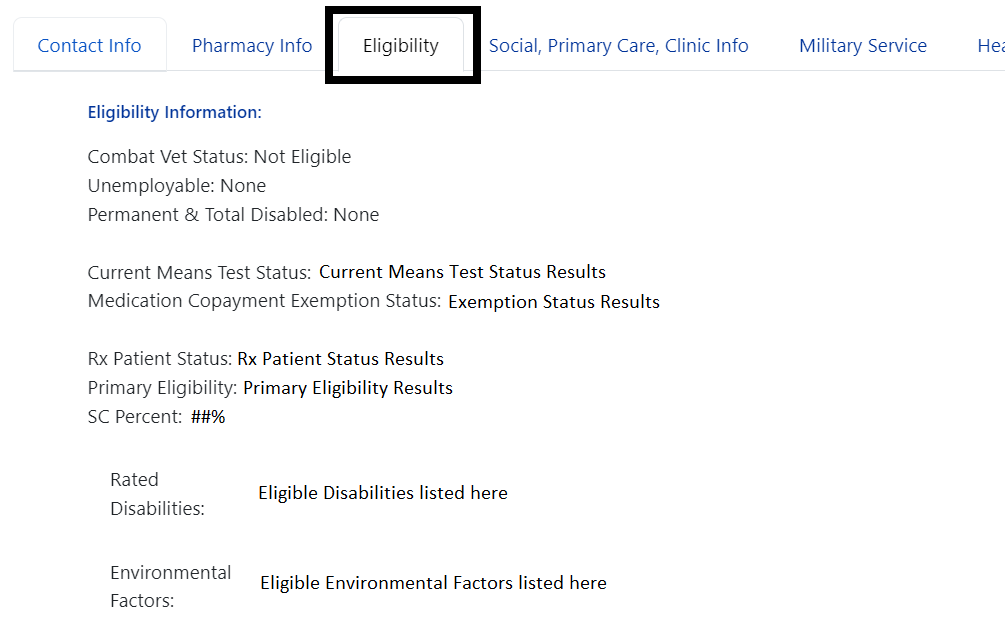 Contact Info Pharmacy Info Eligibility Social, Primary Care, Clinic Info Military Service Hea
Eligibility Information:
Combat Vet Status: Not Eligible
Unemployable: None
Permanent & Total Disabled: None
Current Means Test Status: Current Means Test Status Results
Medication Copayment Exemption Status: Exemption Status Results
Rx Patient Status: Rx Patient Status Results
Primary Eligibility: Primary Eligibility Results
SC Percent: ##%
Rated
Disabilities:
Eligible Disabilities listed here
Environmental
Factors:
Eligible Environmental Factors listed here